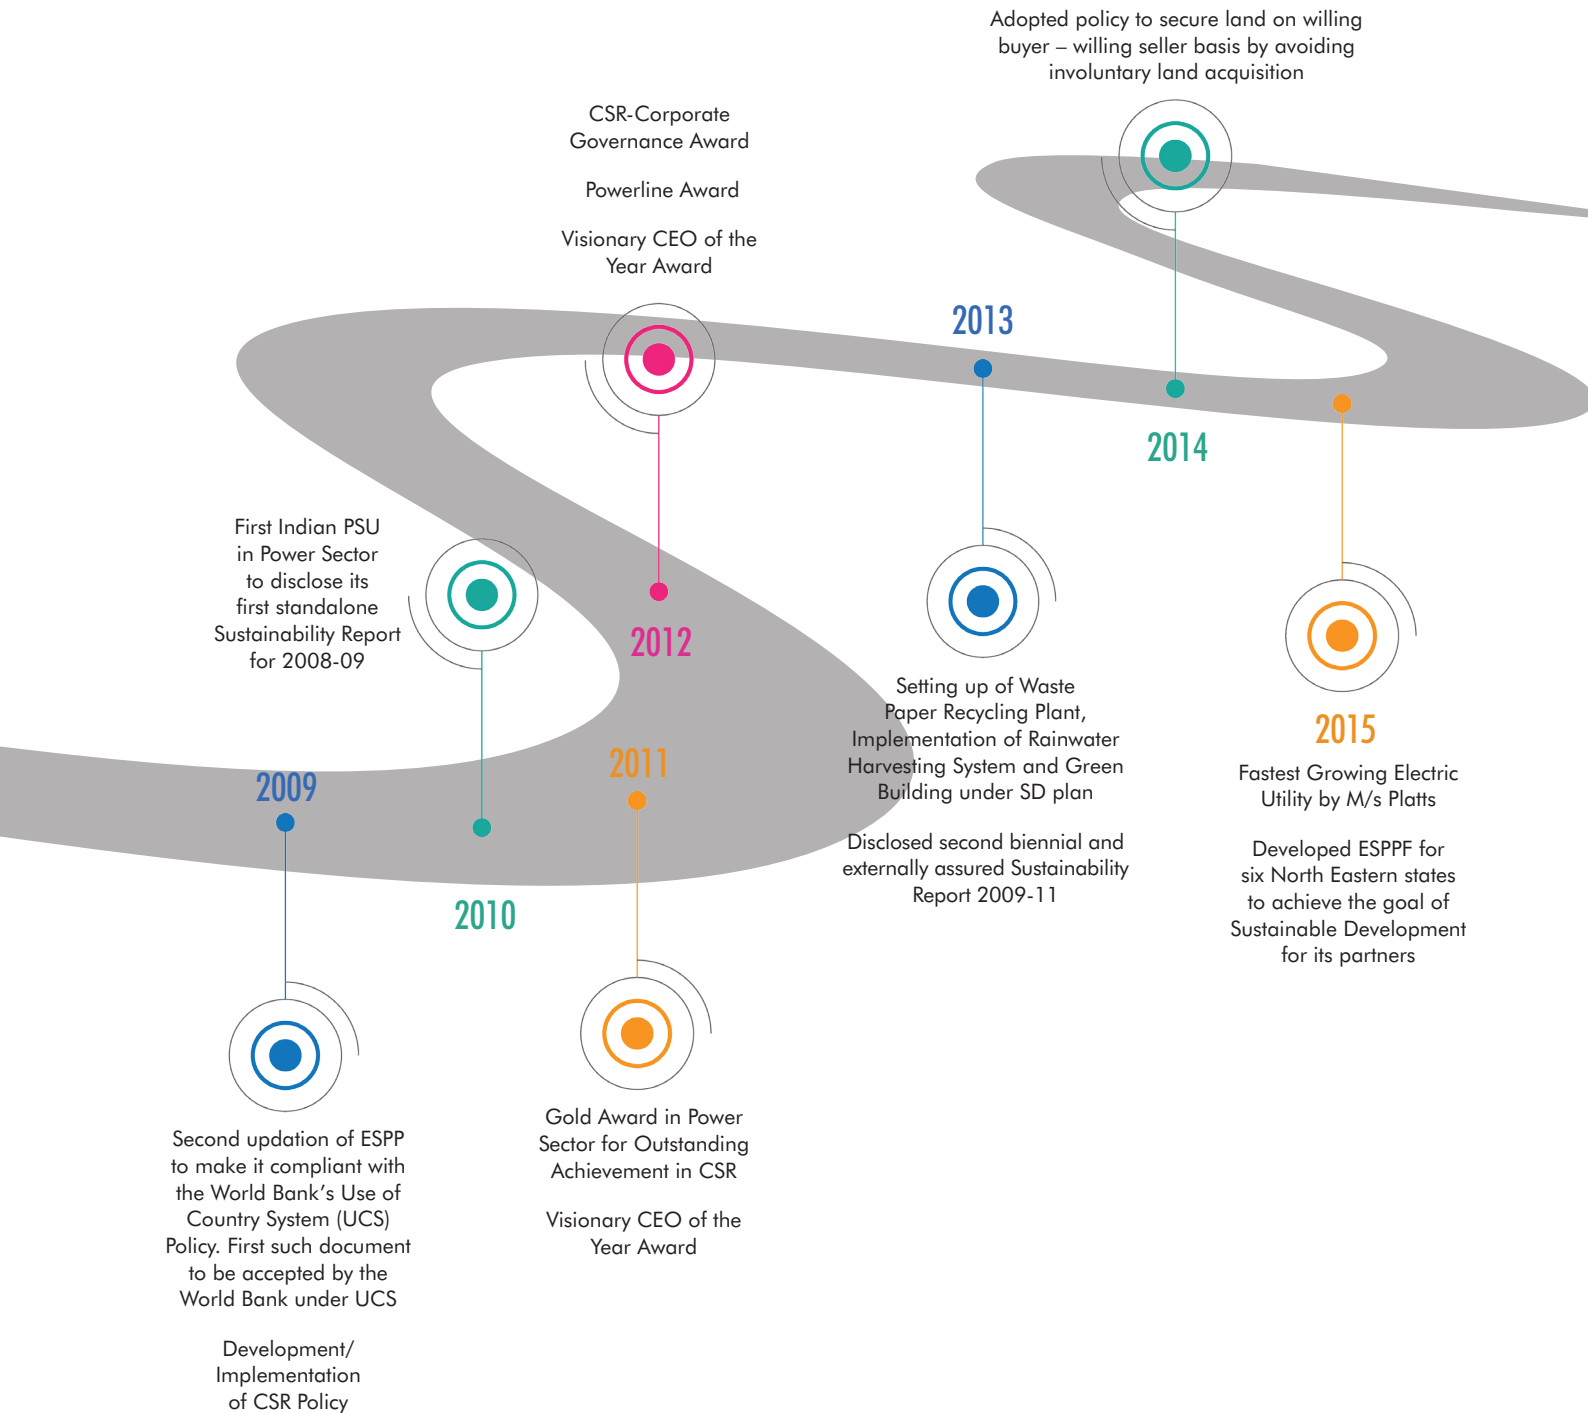 Adopted policy to secure land on willing
buyer – willing seller basis by avoiding
involuntary land acquisition
CSR-Corporate
Governance Award
Powerline Award
Visionary CEO of the
Year Award
2013
2014
First Indian PSU
in Power Sector
to disclose its
first standalone
Sustainability Report
for 2008-09
2012
Setting up of Waste
Paper Recycling Plant,
Implementation of Rainwater
Harvesting System and Green
Building under SD plan
Disclosed second biennial and
externally assured Sustainability
Report 2009-11
2015
Fastest Growing Electric
Utility by M/s Platts
Developed ESPPF for
six North Eastern states
to achieve the goal of
Sustainable Development
for its partners
2009
2011
2010
Second updation of ESPP
to make it compliant with
the World Bank’s Use of
Country System (UCS)
Policy. First such document
to be accepted by the
World Bank under UCS
Development/
Implementation
of CSR Policy
Gold Award in Power
Sector for Outstanding
Achievement in CSR
Visionary CEO of the
Year Award